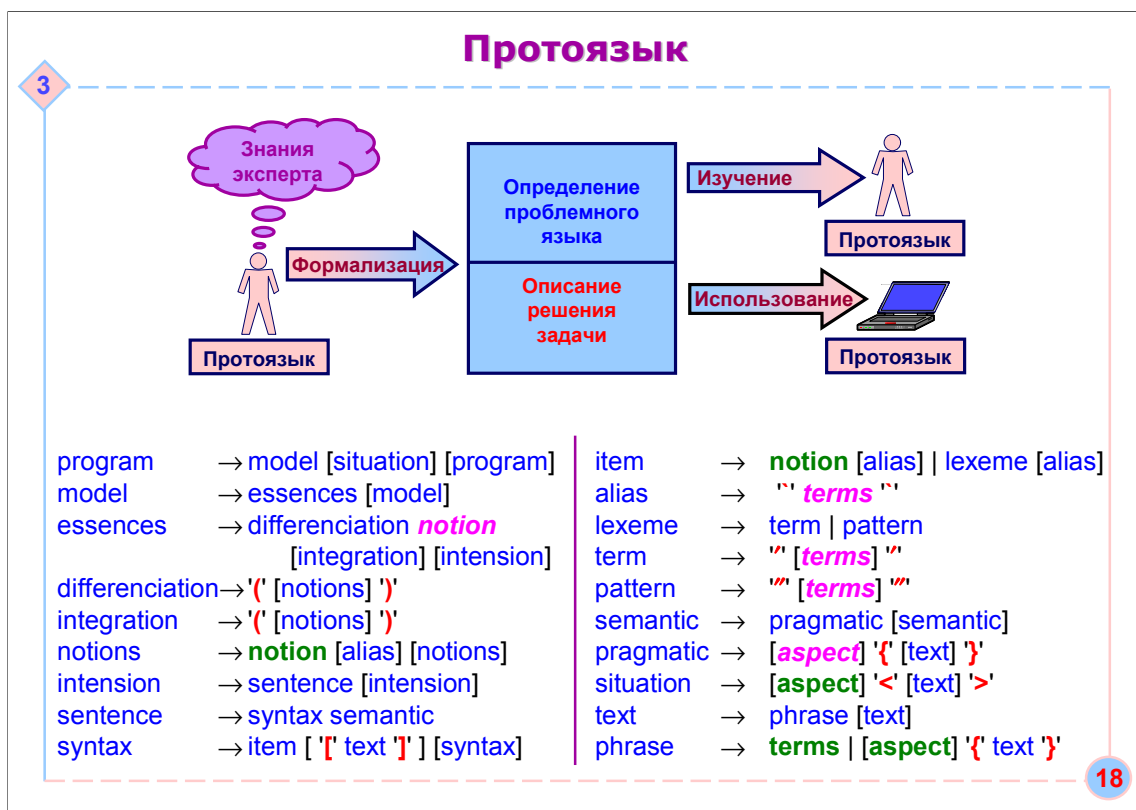 Протоязык
3
Знания
эксперта
Формализация
Протоязык
Определение
проблемного
языка
Описание
решения
задачи
Изучение
Протоязык
Использование
Протоязык
program → model [situation] [program]
model → essences [model]
essences → differenciation notion
[integration] [intension]
differenciation → '(' [notions] ')'
integration → '(' [notions] ')'
notions → notion [alias] [notions]
intension → sentence [intension]
sentence → syntax semantic
syntax → item [ '[' text ']' ] [syntax]
item → notion [alias] | lexeme [alias]
alias → '`' terms '`'
lexeme → term | pattern
term → '′' [terms] '′'
pattern → '″' [terms] '″'
semantic → pragmatic [semantic]
pragmatic → [aspect] '{' [text] '}'
situation → [aspect] '<' [text] '>'
text → phrase [text]
phrase → terms | [aspect] '{' text '}'
18